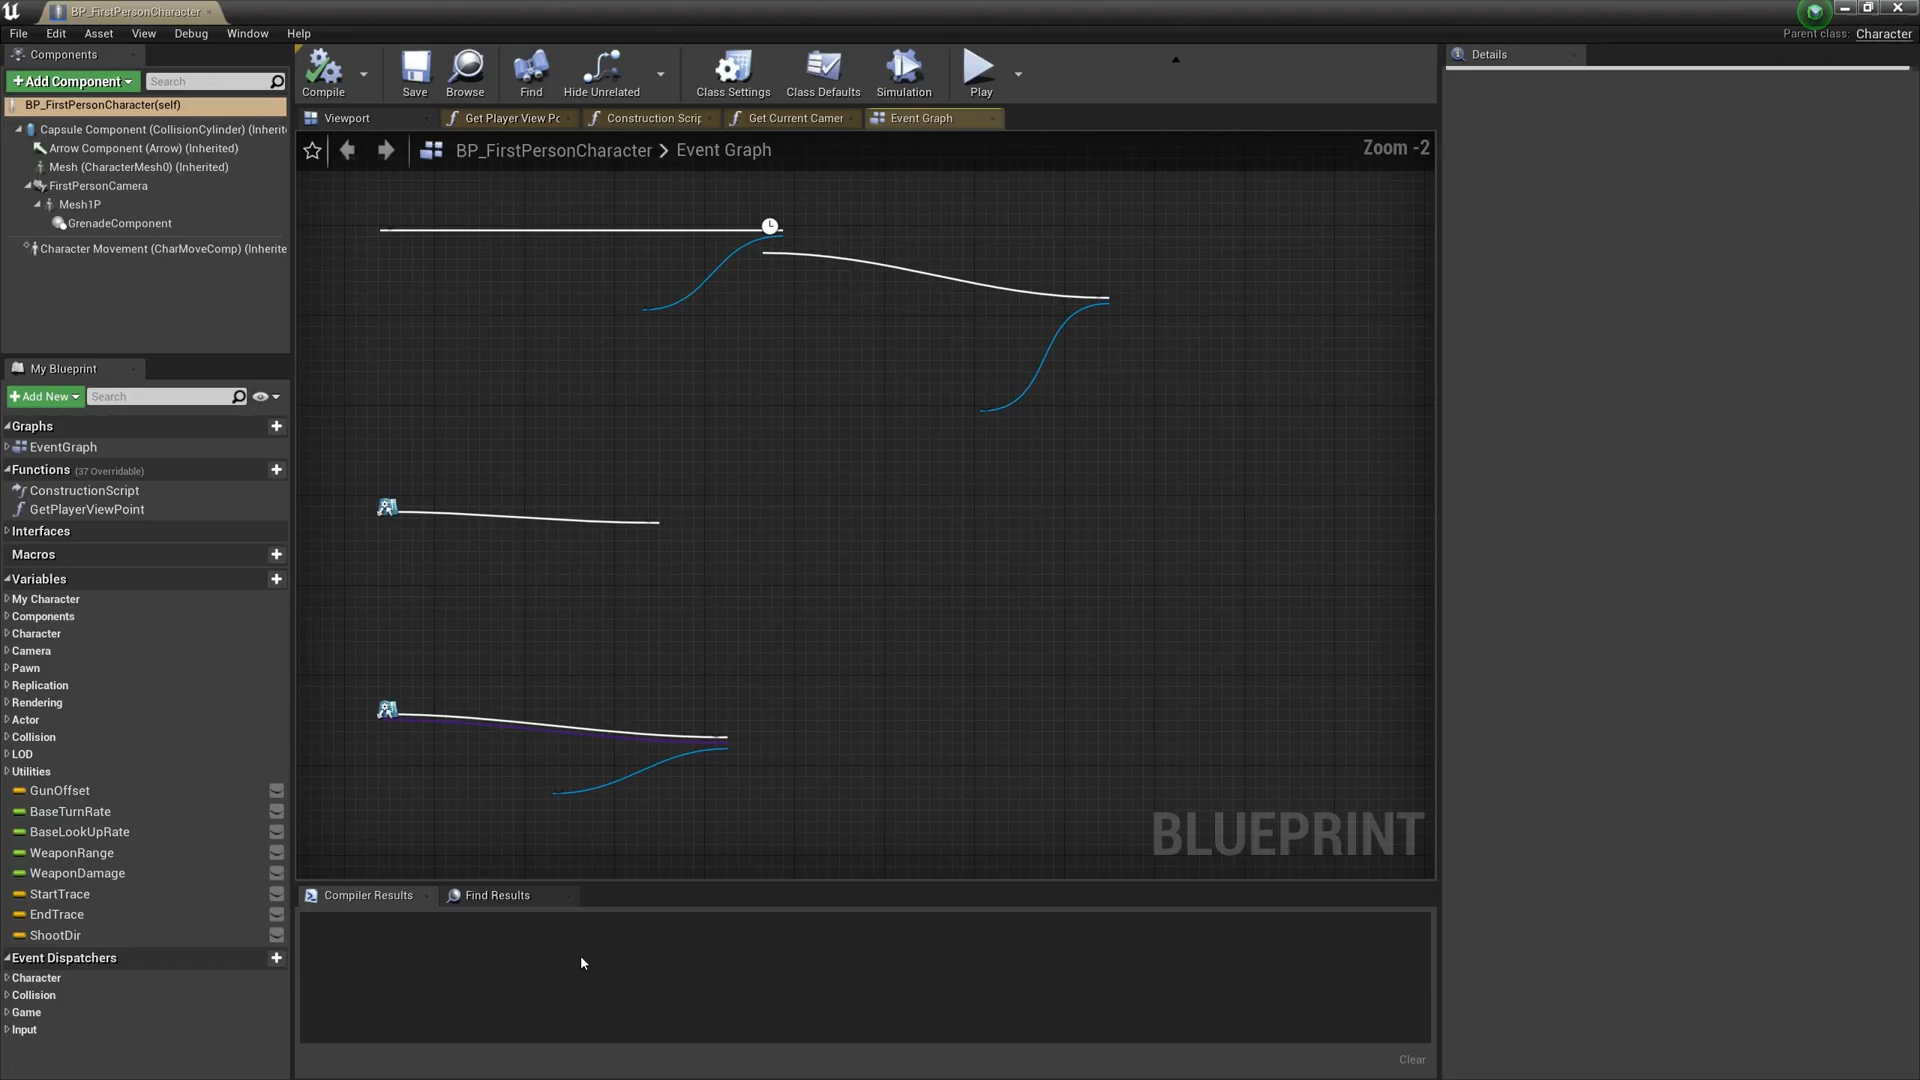 BP_FirstPersonCharacter
File Edit Asset View Debug Window Help
Parent class: Character
Components
Add Component
Search
BP_FirstPersonCharacter(self)
Capsule Component (CollisionCylinder) (Inherit
Arrow Component (Arrow) (Inherited)
Mesh (CharacterMesh0) (Inherited)
FirstPersonCamera
Mesh1P
GrenadeComponent
Character Movement (CharMoveComp) (Inherite
Compile
Save
Browse
Find
Hide Unrelated
Class Settings
Class Defaults
Simulation
Play
Details
Viewport
Get Player View Pc
Construction Scrip
Get Current Camer
Event Graph
BP_FirstPersonCharacter > Event Graph
Zoom -2
My Blueprint
Add New
Search
Graphs
EventGraph
Functions (37 Overridable)
ConstructionScript
GetPlayerViewPoint
Interfaces
Macros
Variables
My Character
Components
Character
Camera
Pawn
Replication
Rendering
Actor
Collision
LOD
Utilities
GunOffset
BaseTurnRate
BaseLookUpRate
WeaponRange
WeaponDamage
StartTrace
EndTrace
ShootDir
Event Dispatchers
Character
Collision
Game
Input
BLUEPRINT
Compiler Results
Find Results
Clear